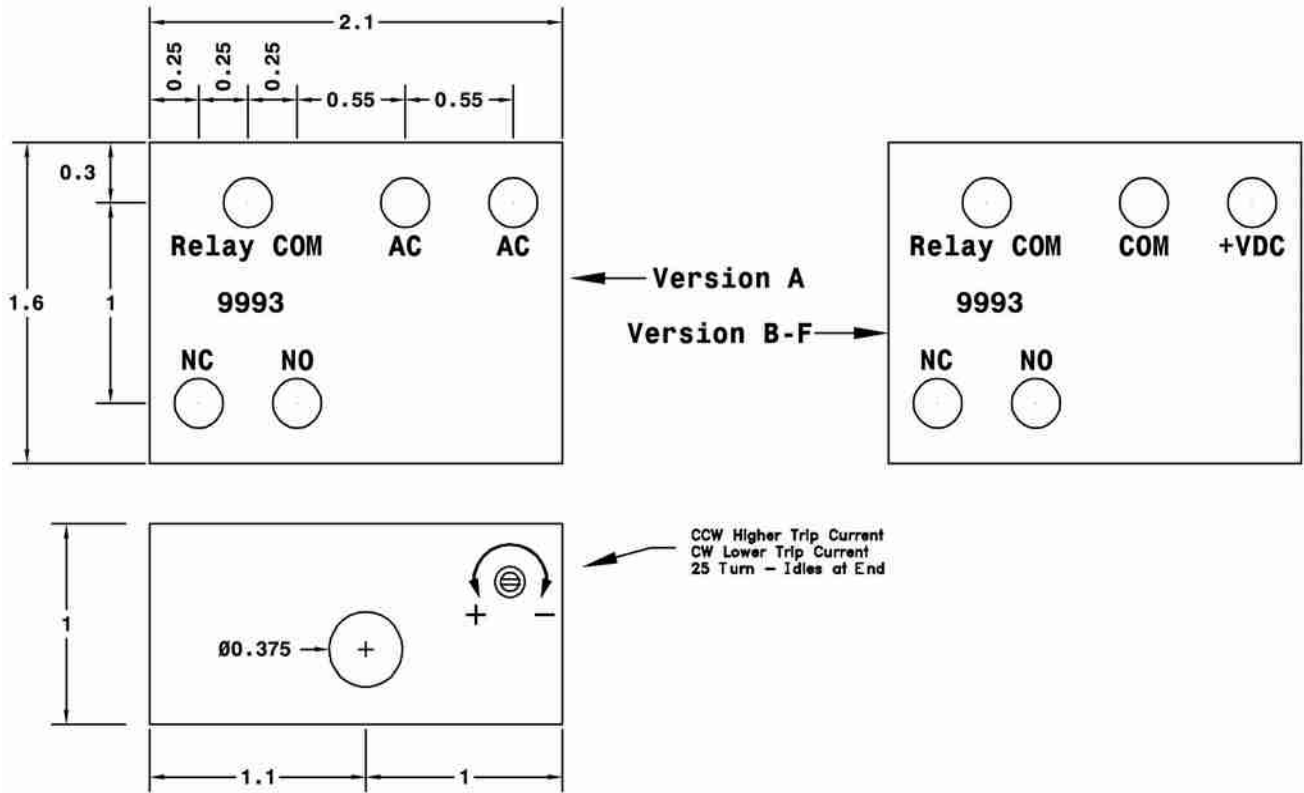 2.1
0.25
0.25
0.25
0.55
0.55
0.3
Relay COM
AC
AC
Relay COM
COM
+VDC
Version A
1.6
1
9993
9993
Version B-F
NC
NO
NC
NO
CCW Higher Trip Current
CW Lower Trip Current
25 Turn - Idles at End
+
-
1
Ø0.375
1.1
1